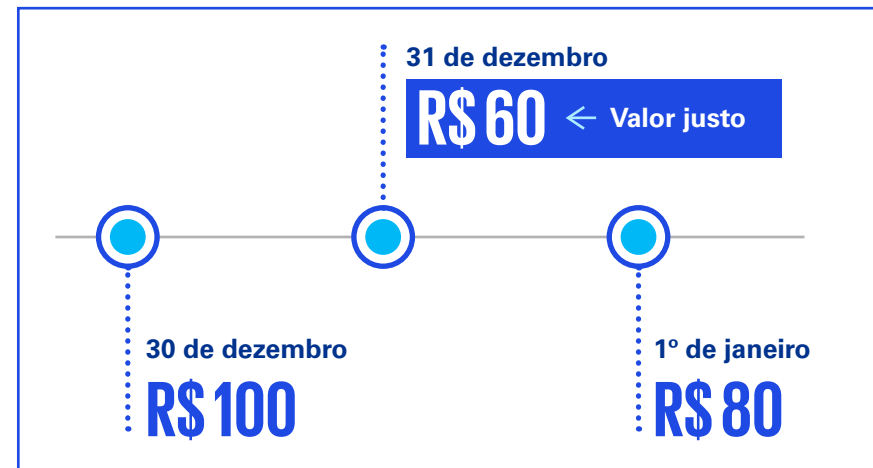 31 de dezembro
R$ 60 ← Valor justo
30 de dezembro
R$ 100
1º de janeiro
R$ 80